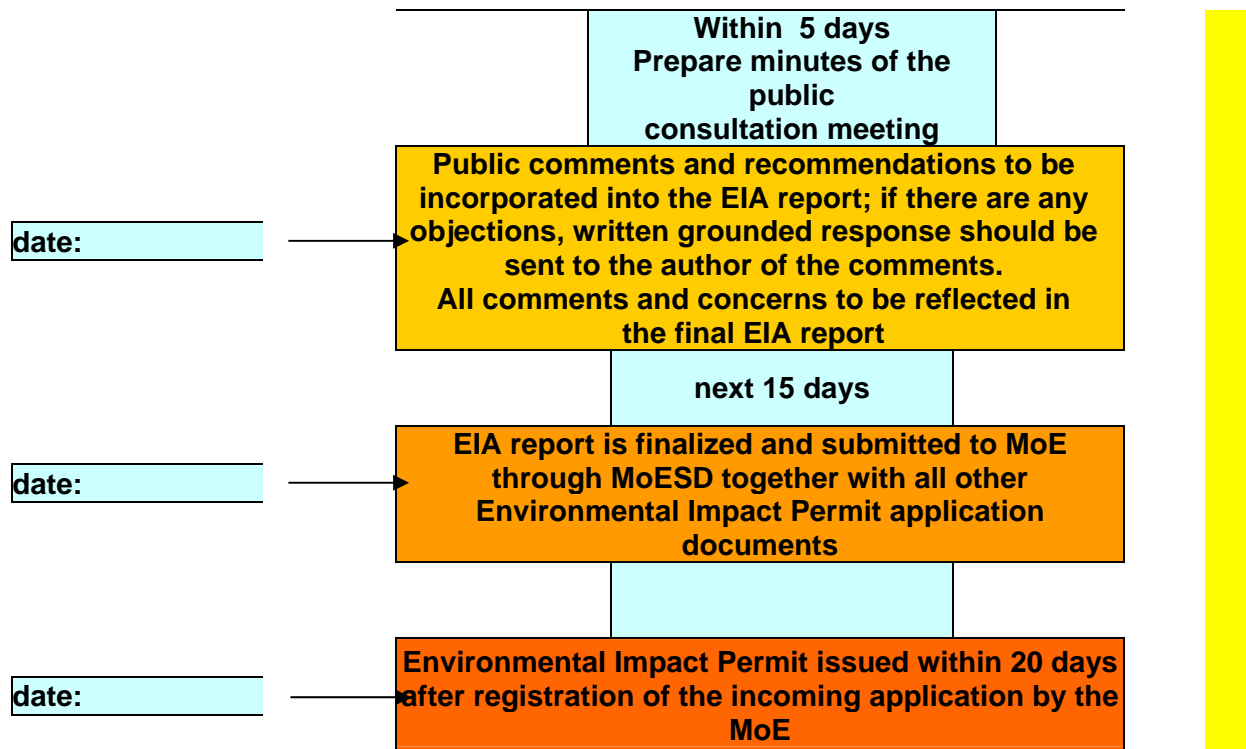 Within 5 days
Prepare minutes of the
public
consultation meeting
Public comments and recommendations to be
incorporated into the EIA report; if there are any
objections, written grounded response should be
sent to the author of the comments.
All comments and concerns to be reflected in
the final EIA report
date:
next 15 days
EIA report is finalized and submitted to MoE
through MoESD together with all other
Environmental Impact Permit application
documents
date:
Environmental Impact Permit issued within 20 days
after registration of the incoming application by the
MoE
date: